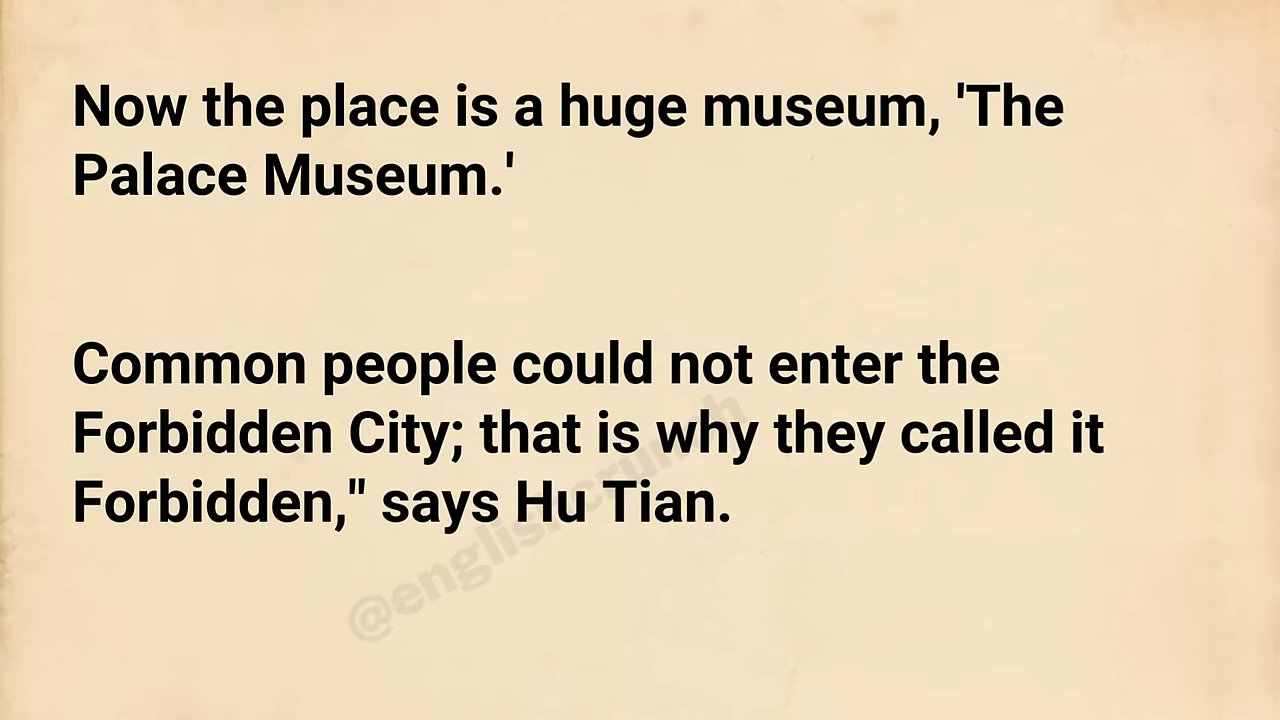 Now the place is a huge museum, 'The
Palace Museum.'
Common people could not enter the
Forbidden City; that is why they called it
Forbidden," says Hu Tian.
@englishcrunch